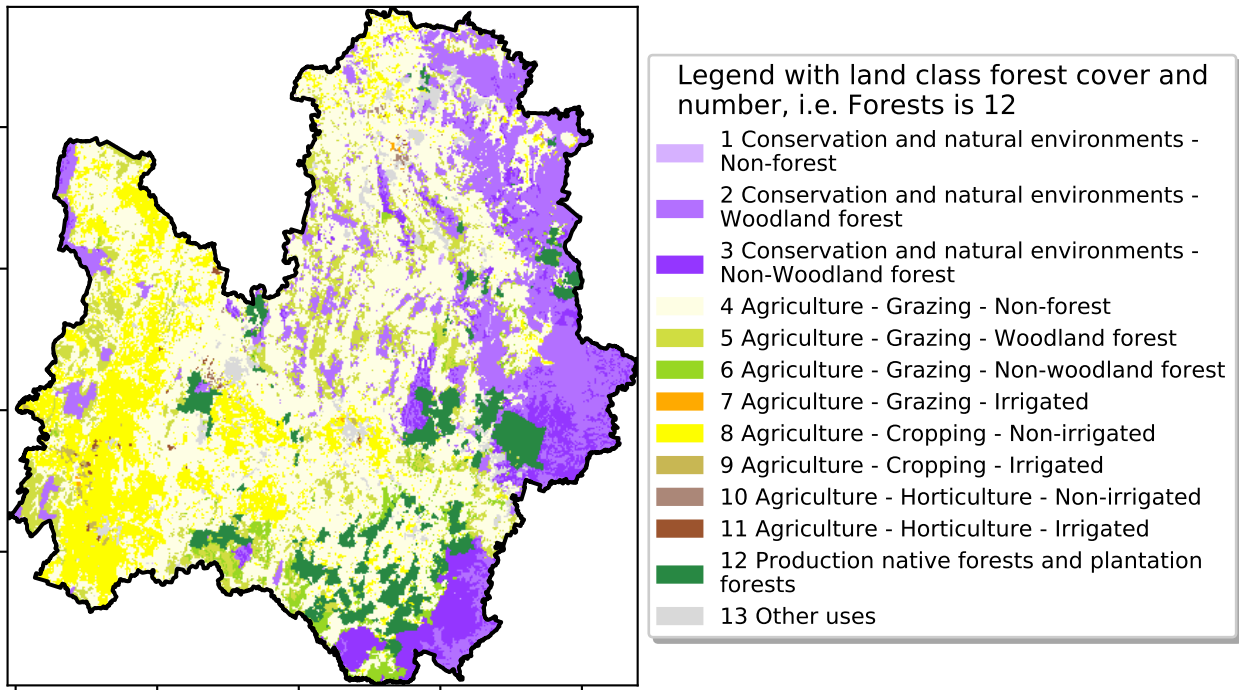 Legend with land class forest cover and
number, i.e. Forests is 12
1 Conservation and natural environments -
Non-forest
2 Conservation and natural environments -
Woodland forest
3 Conservation and natural environments -
Non-Woodland forest
4 Agriculture - Grazing - Non-forest
5 Agriculture - Grazing - Woodland forest
6 Agriculture - Grazing - Non-woodland forest
7 Agriculture - Grazing - Irrigated
8 Agriculture - Cropping - Non-irrigated
9 Agriculture - Cropping - Irrigated
10 Agriculture - Horticulture - Non-irrigated
11 Agriculture - Horticulture - Irrigated
12 Production native forests and plantation
forests
13 Other uses